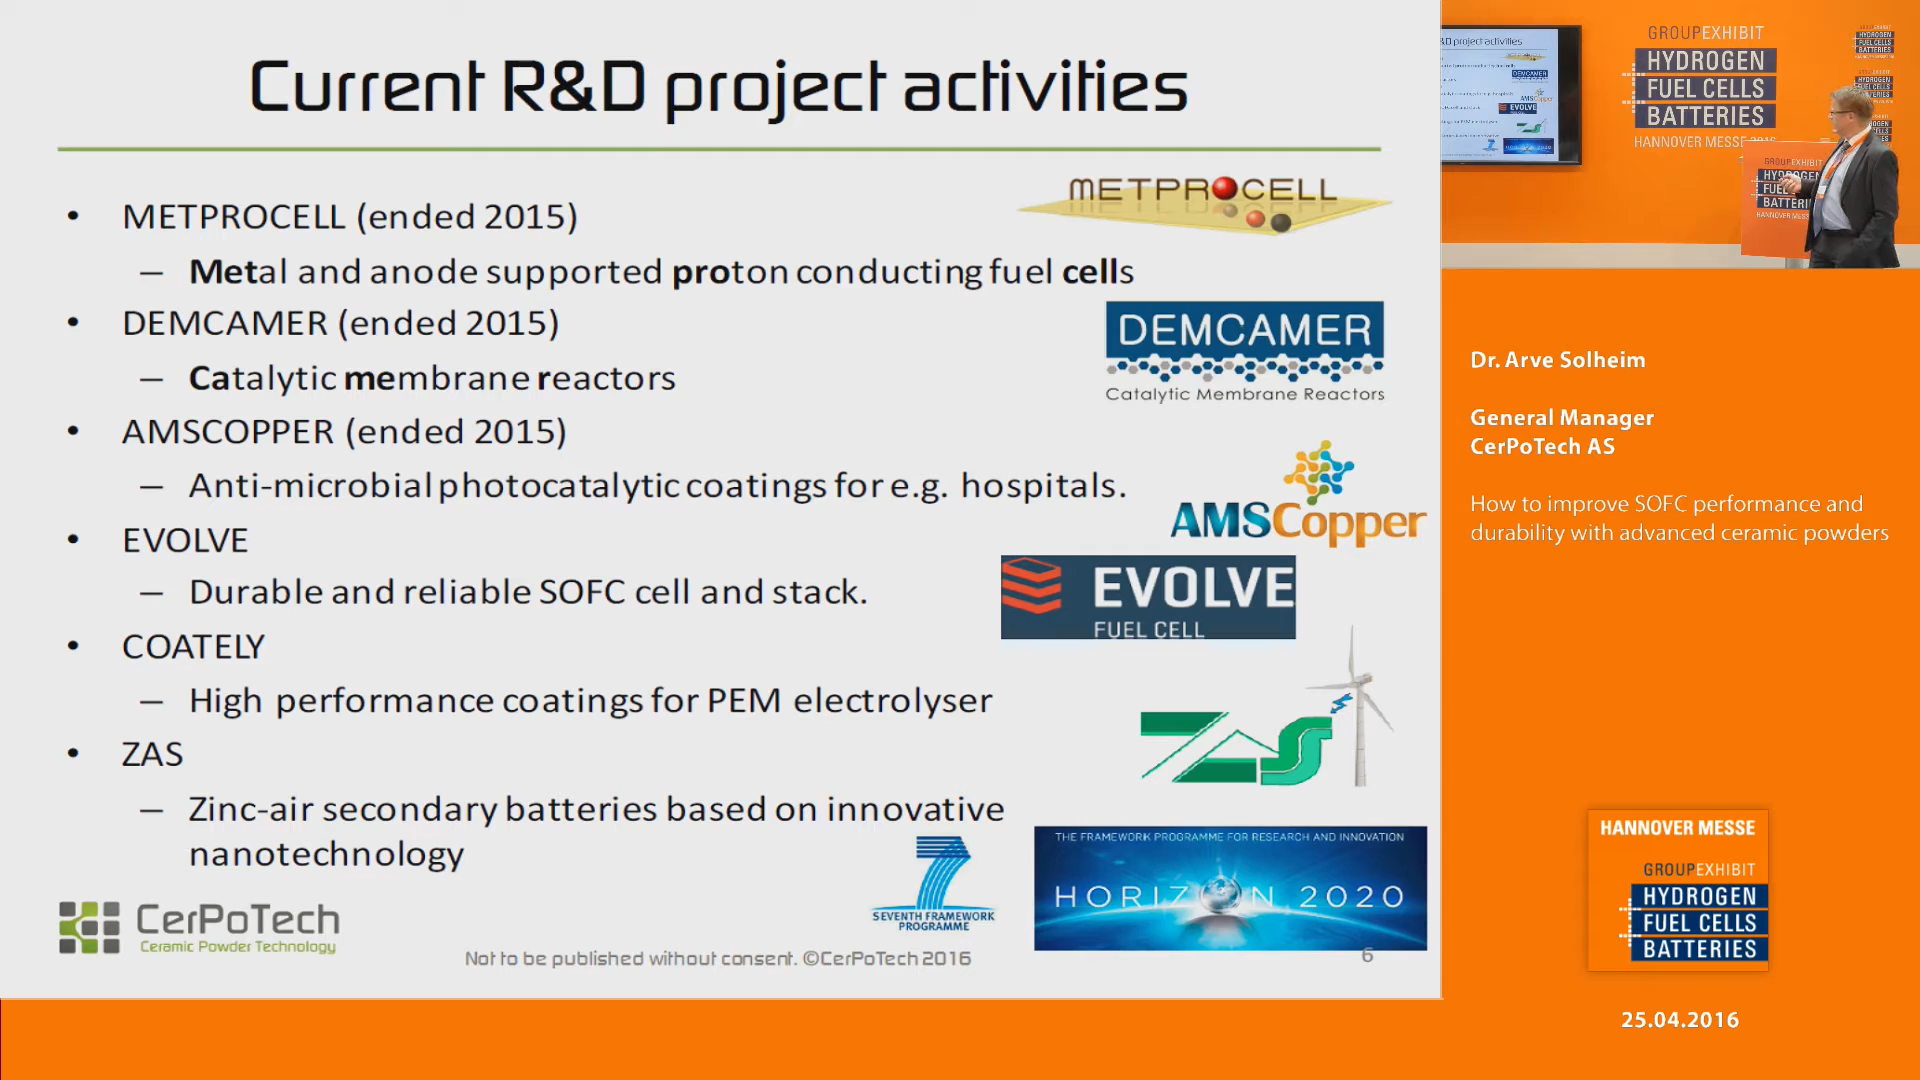 Current R&D project activities
• METPROCELL (ended 2015)
– Metal and anode supported proton conducting fuel cells
• DEMCAMER (ended 2015)
– Catalytic membrane reactors
• AMSCOPPER (ended 2015)
– Anti-microbial photocatalytic coatings for e.g. hospitals.
• EVOLVE
– Durable and reliable SOFC cell and stack.
• COATELY
– High performance coatings for PEM electrolyser
• ZAS
– Zinc-air secondary batteries based on innovative
nanotechnology
METPROCELL
DEMCAMER
Catalytic Membrane Reactors
AMSCopper
EVOLVE
FUEL CELL
ZAS
7
SEVENTH FRAMEWORK
PROGRAMME
THE FRAMEWORK PROGRAMME FOR RESEARCH AND INNOVATION
HORIZON 2020
CerPoTech
Ceramic Powder Technology
Not to be published without consent. ©CerPoTech 2016
6
GROUPEXHIBIT
HYDROGEN
FUEL CELLS
BATTERIES
HANNOVER MESSE
Dr. Arve Solheim
General Manager
CerPoTech AS
How to improve SOFC performance and
durability with advanced ceramic powders
HANNOVER MESSE
GROUPEXHIBIT
HYDROGEN
FUEL CELLS
BATTERIES
25.04.2016